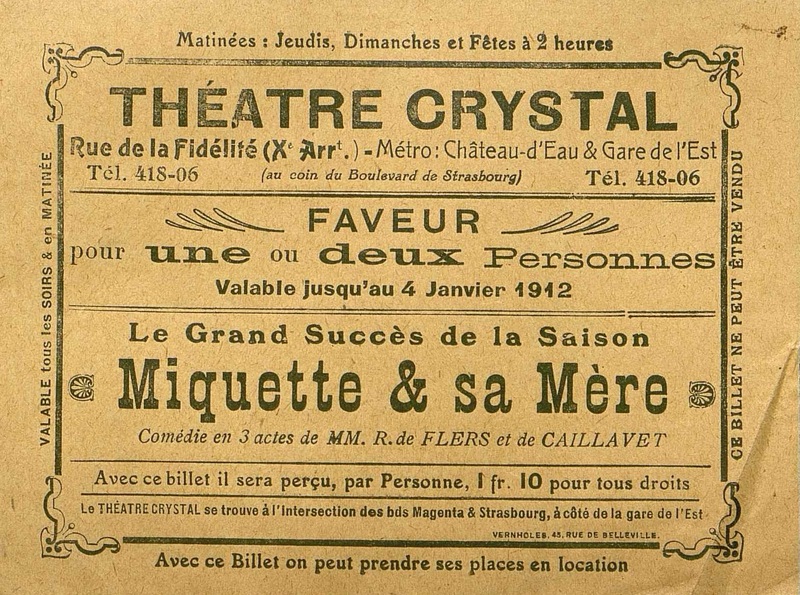 Matinées : Jeudis, Dimanches et Fêtes à 2 heures
THÉATRE CRYSTAL
Rue de la Fidélité (Xe Arrt.) - Métro : Château-d'Eau & Gare de l'Est
Tél. 418-06 (au coin du Boulevard de Strasbourg) Tél. 418-06
FAVEUR
pour une ou deux Personnes
Valable jusqu'au 4 Janvier 1912
Le Grand Succès de la Saison
Miquette & sa Mère
Comédie en 3 actes de MM. R. de FLERS et de CAILLAVET
Avec ce billet il sera perçu, par Personne, 1 fr. 10 pour tous droits
Le THÉATRE CRYSTAL se trouve à l'Intersection des bds Magenta & Strasbourg, à côté de la gare de l'Est
VERNHOLES, 45, RUE DE BELLEVILLE.
Avec ce Billet on peut prendre ses places en location
VALABLE tous les SOIRS & en MATINÉE
CE BILLET NE PEUT ÊTRE VENDU